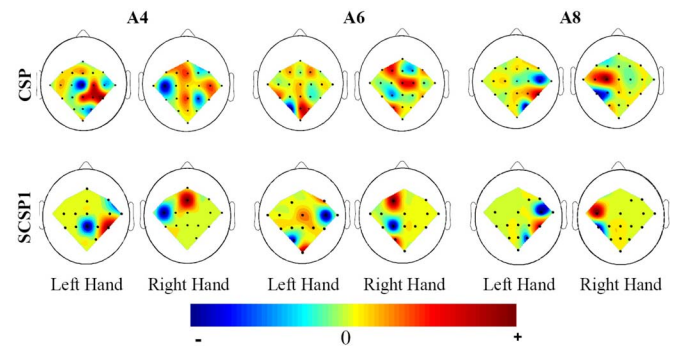 A4 A6 A8
CSP
SCSP1
Left Hand Right Hand Left Hand Right Hand Left Hand Right Hand
- 0 +